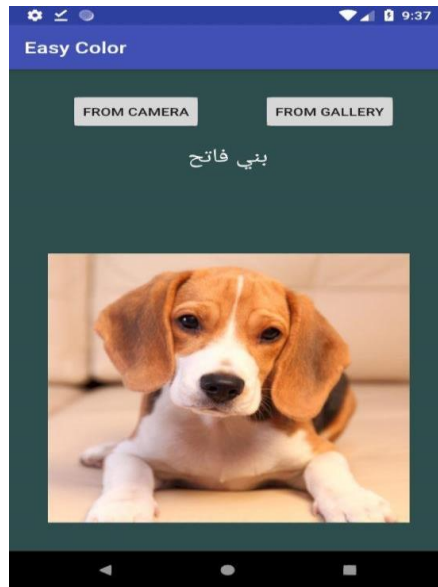 9:37
Easy Color
FROM CAMERA
FROM GALLERY
بني فاتح